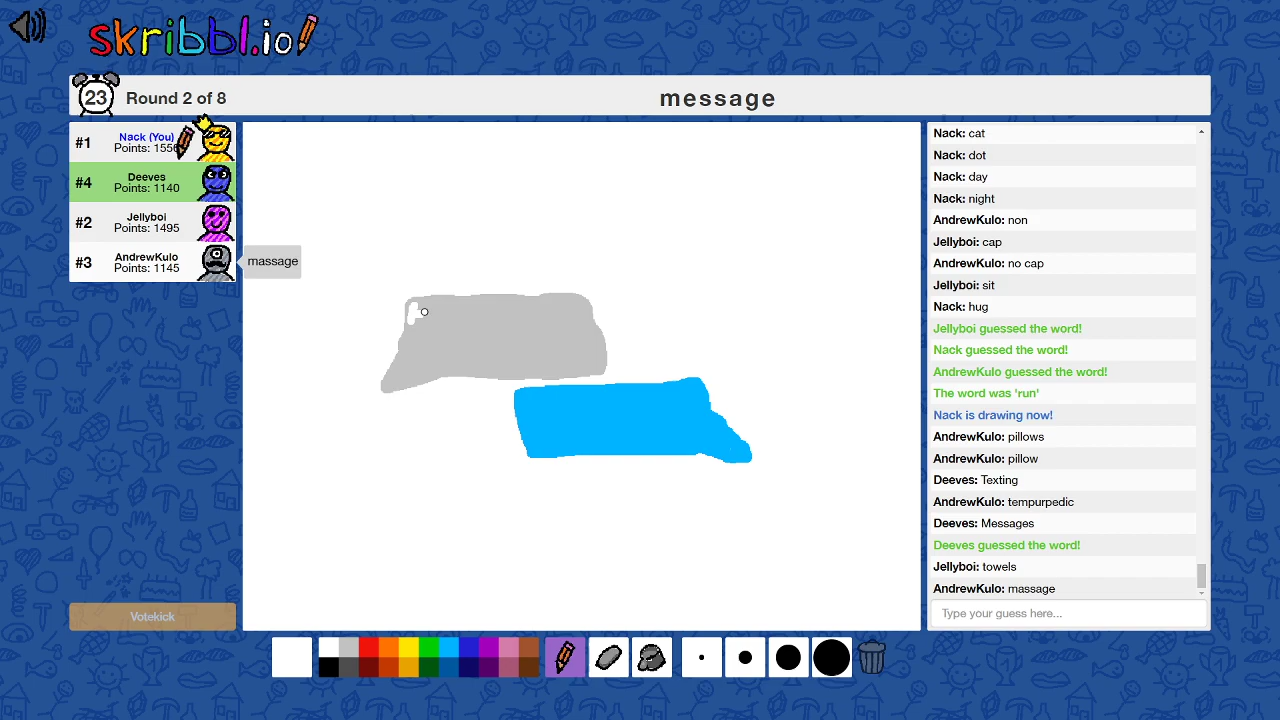 skribbl.io
23
Round 2 of 8
message
#1
Nack (You)
Points: 1556
#4
Deeves
Points: 1140
#2
Jellyboi
Points: 1495
#3
AndrewKulo
Points: 1145
massage
Votekick
Nack: cat
Nack: dot
Nack: day
Nack: night
AndrewKulo: non
Jellyboi: cap
AndrewKulo: no cap
Jellyboi: sit
Nack: hug
Jellyboi guessed the word!
Nack guessed the word!
AndrewKulo guessed the word!
The word was 'run'
Nack is drawing now!
AndrewKulo: pillows
AndrewKulo: pillow
Deeves: Texting
AndrewKulo: tempurpedic
Deeves: Messages
Deeves guessed the word!
Jellyboi: towels
AndrewKulo: massage
Type your guess here...